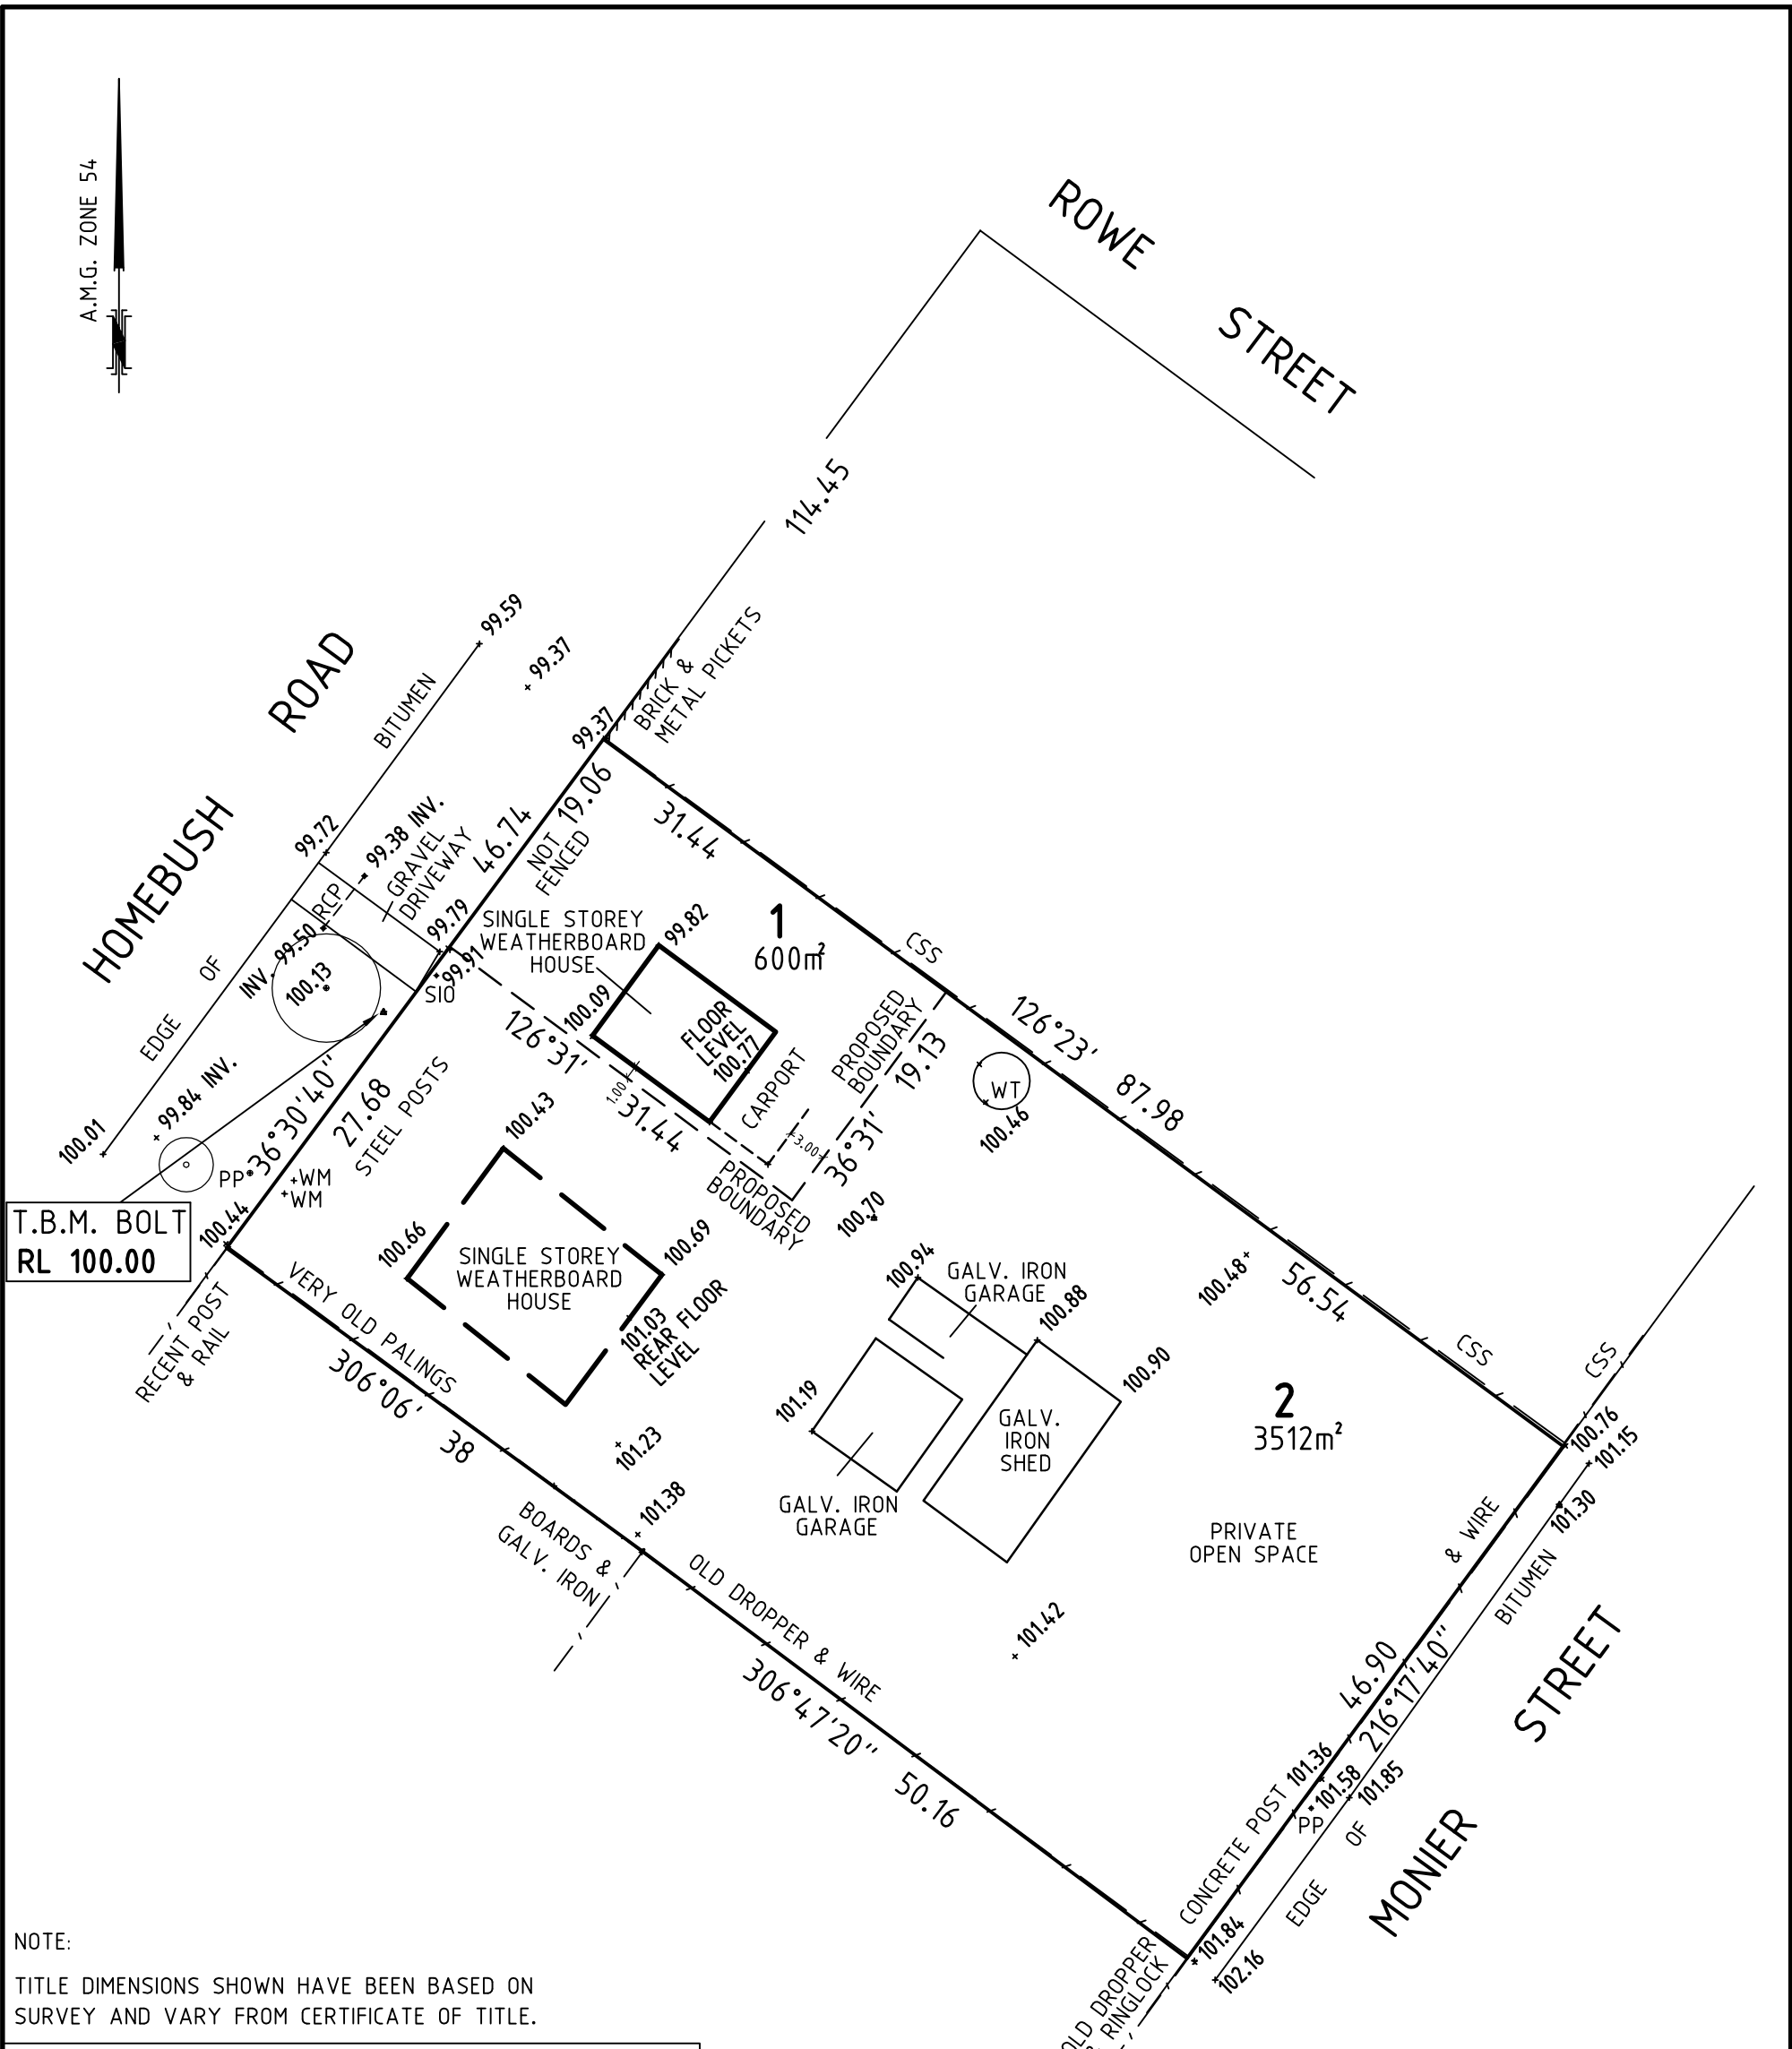 A.M.G. ZONE 54
ROWE STREET
114.45
HOMEBUSH ROAD
99.59
99.37
BITUMEN
OF
EDGE
BRICK &
METAL PICKETS
99.37
19.06
NOT
FENCED
46.74
99.72
99.38 INV.
GRAVEL
DRIVEWAY
RCP
INV. 99.50
99.79
99.91
SIO
100.13
31.44
CSS
1
600m²
SINGLE STOREY
WEATHERBOARD
HOUSE
99.82
100.09
FLOOR
LEVEL
100.77
CARPORT
126°31'
1.00
31.44
PROPOSED
BOUNDARY
19.13
36°31'
3.00
PROPOSED
BOUNDARY
126°23'
87.98
WT
100.46
100.01
99.84 INV.
36°30'40"
27.68
STEEL POSTS
PP
WM
WM
100.44
T.B.M. BOLT
RL 100.00
RECENT POST
& RAIL
100.43
100.66
SINGLE STOREY
WEATHERBOARD
HOUSE
100.69
101.03
REAR FLOOR
LEVEL
100.70
100.94
GALV. IRON
GARAGE
100.88
100.90
100.48
56.54
CSS
CSS
VERY OLD PALINGS
306°06'
38
101.19
GALV.
IRON
SHED
GALV. IRON
GARAGE
2
3512m²
101.23
101.38
BOARDS &
GALV. IRON
PRIVATE
OPEN SPACE
100.76
101.15
101.30
& WIRE
BITUMEN
OLD DROPPER & WIRE
306°47'20"
50.16
101.42
46.90
216°17'40"
MONIER STREET
101.36
101.58
101.85
PP
CONCRETE POST
OF
EDGE
101.84
102.16
OLD DROPPER
& RINGLOCK
NOTE:
TITLE DIMENSIONS SHOWN HAVE BEEN BASED ON
SURVEY AND VARY FROM CERTIFICATE OF TITLE.